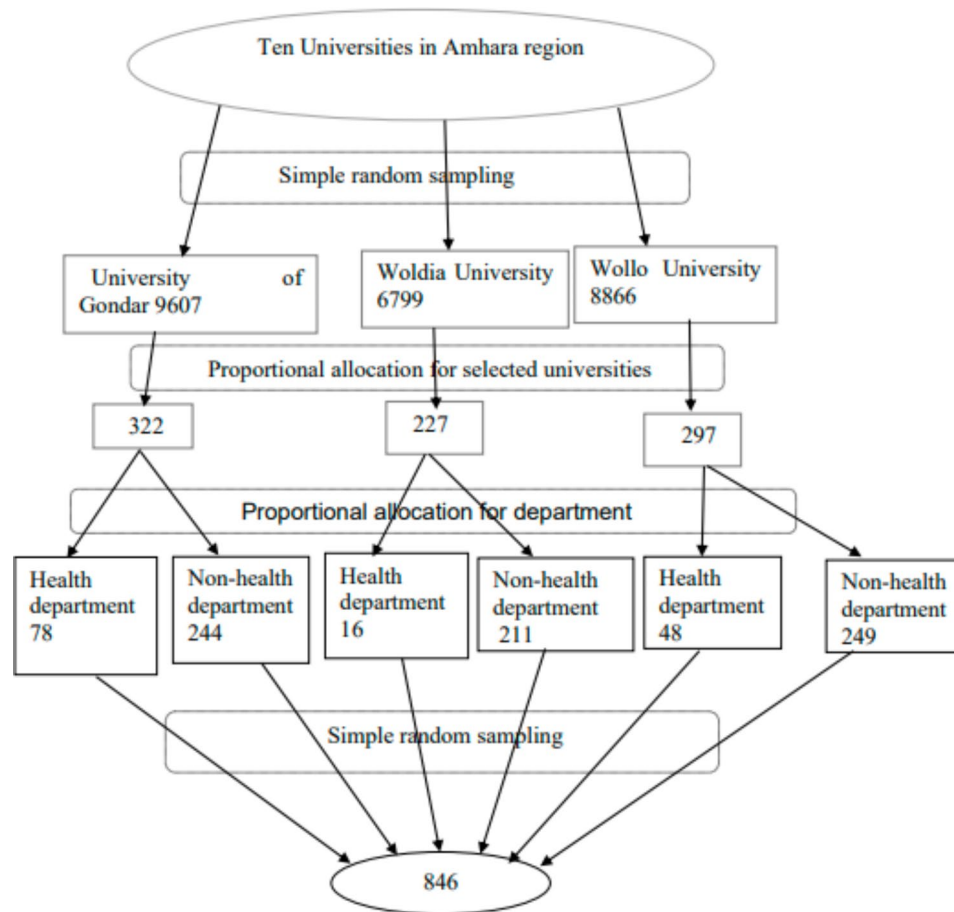 Ten Universities in Amhara region
Simple random sampling
University of
Gondar 9607
Woldia University
6799
Wollo University
8866
Proportional allocation for selected universities
322
227
297
Proportional allocation for department
Health
department
78
Non-health
department
244
Health
department
16
Non-health
department
211
Health
department
48
Non-health
department
249
Simple random sampling
846